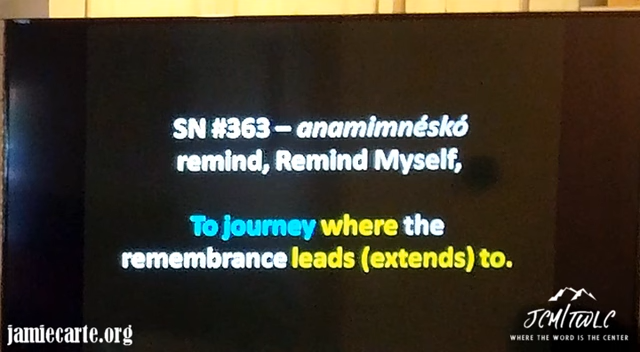 SN #363 – anamimnéskó
remind, Remind Myself,
To journey where the
remembrance leads (extends) to.
jamiecarte.org
JCM|TWLC
WHERE THE WORD IS THE CENTER